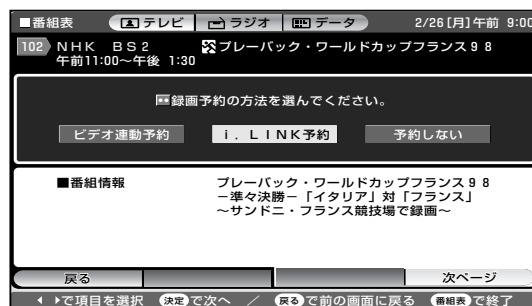 ■番組表 テレビ ラジオ データ 2/26[月]午前 9:00
102 NHK BS2 プレーバック・ワールドカップフランス98
午前11:00〜午後 1:30
録画予約の方法を選んでください。
ビデオ連動予約 i.LINK予約 予約しない
■番組情報 プレーバック・ワールドカップフランス98
−準々決勝−「イタリア」対「フランス」
〜サンドニ・フランス競技場で録画〜
戻る 次ページ
で項目を選択 決定で次へ / 戻るで前の画面に戻る 番組表で終了